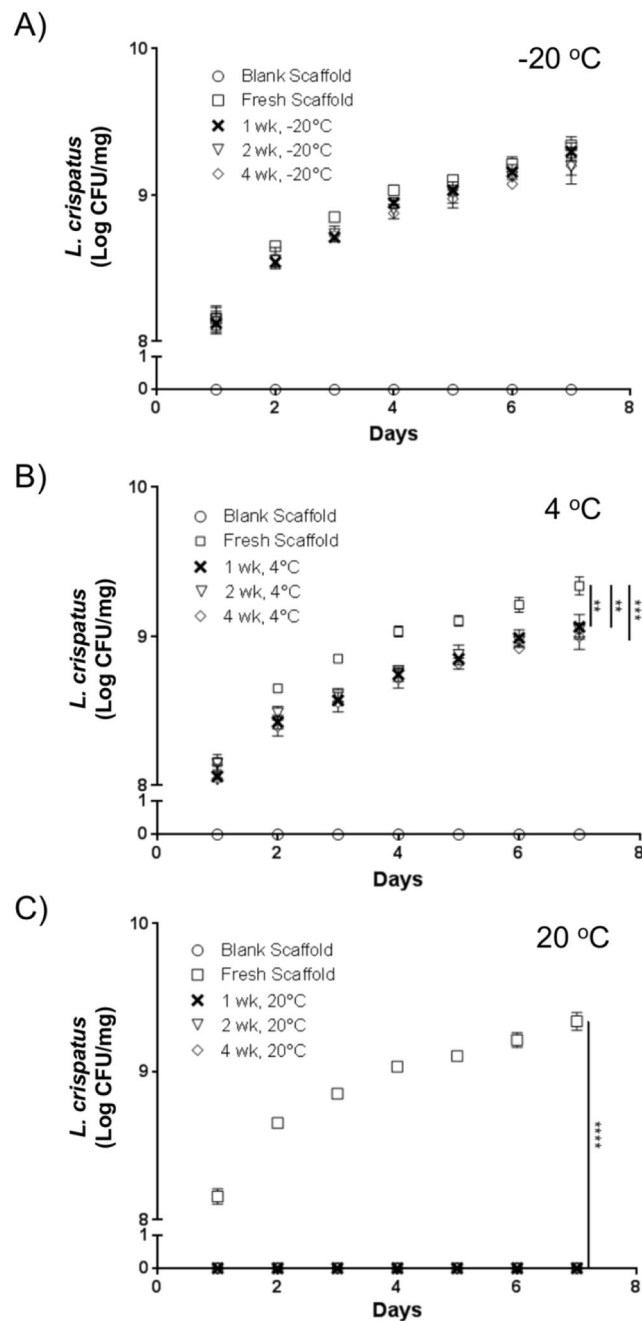 A)
-20 °C
10
Blank Scaffold
Fresh Scaffold
1 wk, -20°C
2 wk, -20°C
4 wk, -20°C
9
L. crispatus
(Log CFU/mg)
8
1
0
0 2 4 6 8
Days
B)
4 °C
10
Blank Scaffold
Fresh Scaffold
1 wk, 4°C
2 wk, 4°C
4 wk, 4°C
9
L. crispatus
(Log CFU/mg)
** ** ***
8
1
0
0 2 4 6 8
Days
C)
20 °C
10
Blank Scaffold
Fresh Scaffold
1 wk, 20°C
2 wk, 20°C
4 wk, 20°C
9
L. crispatus
(Log CFU/mg)
****
8
1
0
0 2 4 6 8
Days